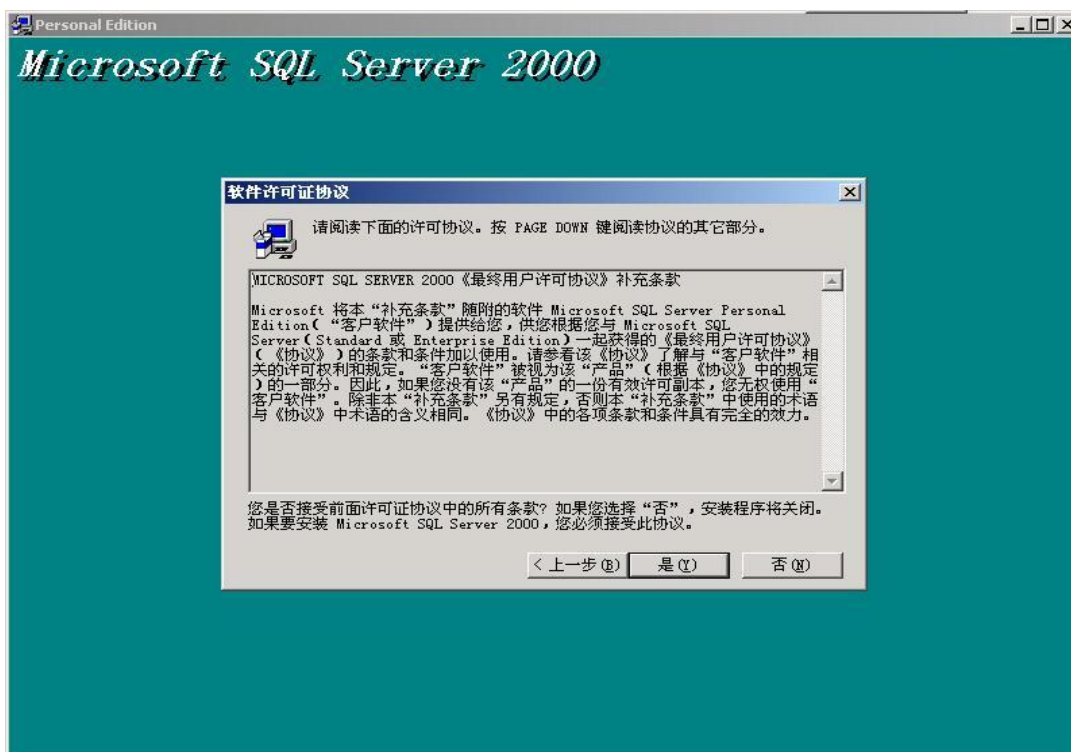 Personal Edition
Microsoft SQL Server 2000
软件许可证协议
请阅读下面的许可协议。按 PAGE DOWN 键阅读协议的其它部分。
MICROSOFT SQL SERVER 2000《最终用户许可协议》补充条款
Microsoft 将本“补充条款”随附的软件 Microsoft SQL Server Personal
Edition(“客户软件”)提供给您,供您根据您与 Microsoft SQL
Server(Standard 或 Enterprise Edition)一起获得的《最终用户许可协议》
(《协议》)的条款和条件加以使用。请参看该《协议》了解与“客户软件”相
关的许可权利和规定。“客户软件”被视为该“产品”(根据《协议》中的规定
)的一部分。因此,如果您没有该“产品”的一份有效许可副本,您无权使用“
客户软件”。除非本“补充条款”另有规定,否则本“补充条款”中使用的术语
与《协议》中术语的含义相同。《协议》中的各项条款和条件具有完全的效力。
您是否接受前面许可证协议中的所有条款?如果您选择“否”,安装程序将关闭。
如果要安装 Microsoft SQL Server 2000,您必须接受此协议。
<上一步(B) 是(Y) 否(N)